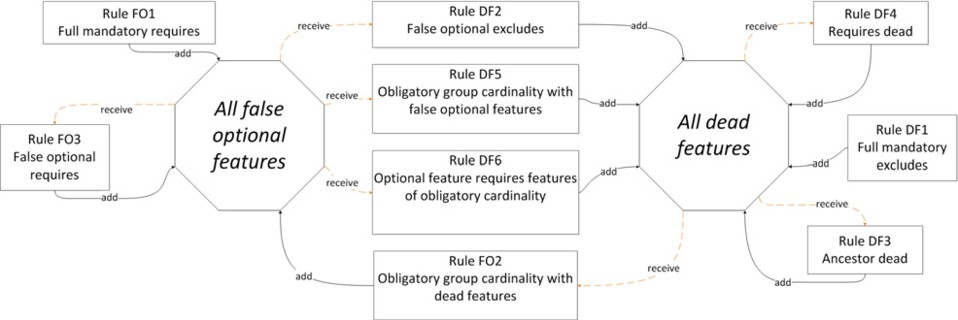 Rule FO1
Full mandatory requires
add
receive
Rule FO3
False optional
requires
add
All false
optional
features
receive
Rule DF2
False optional excludes
add
receive
Rule DF5
Obligatory group cardinality with
false optional features
add
receive
Rule DF6
Optional feature requires features
of obligatory cardinality
add
add
Rule FO2
Obligatory group cardinality with
dead features
receive
All dead
features
receive
Rule DF4
Requires dead
add
Rule DF1
Full mandatory
excludes
add
receive
Rule DF3
Ancestor dead
add